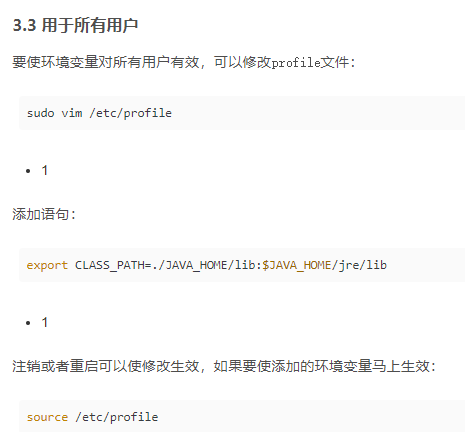 3.3 用于所有用户
要使环境变量对所有用户有效，可以修改profile文件：
sudo vim /etc/profile
1
添加语句：
export CLASS_PATH=./JAVA_HOME/lib:$JAVA_HOME/jre/lib
1
注销或者重启可以使修改生效，如果要使添加的环境变量马上生效：
source /etc/profile